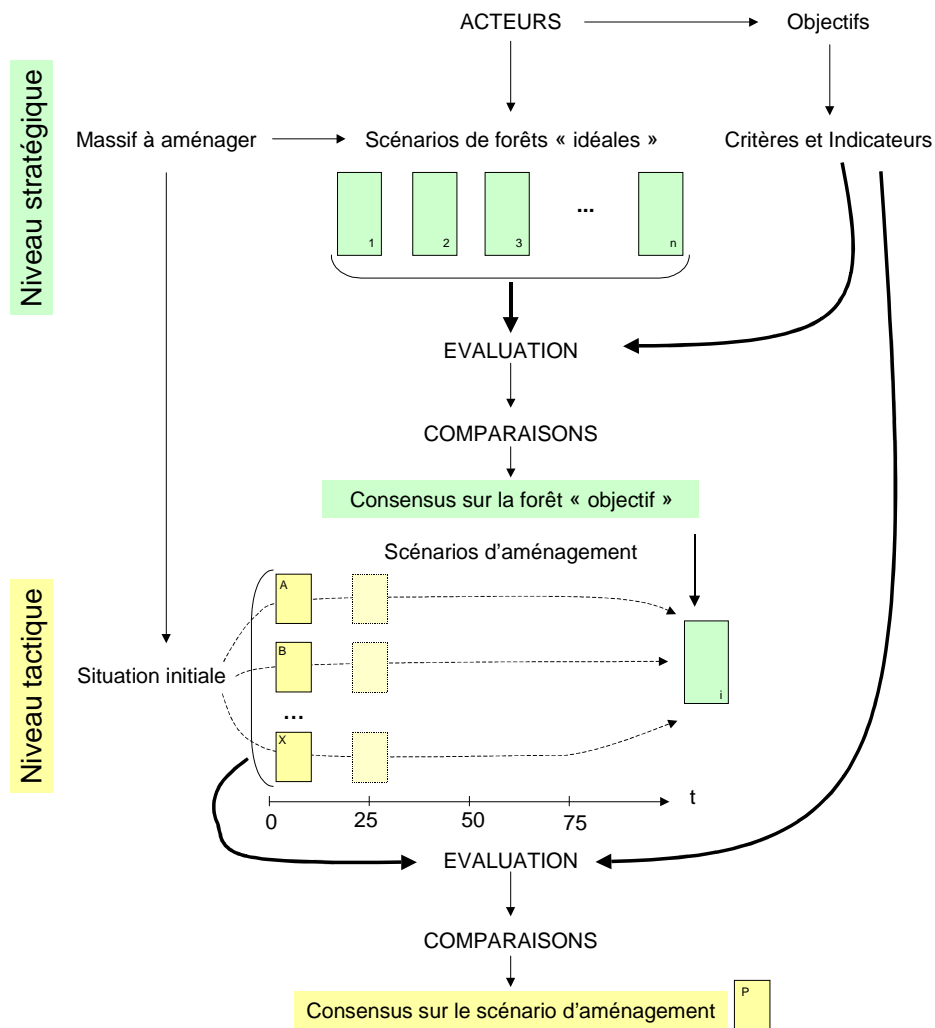 ACTEURS
Objectifs
Niveau stratégique
Massif à aménager
Scénarios de forêts « idéales »
Critères et Indicateurs
1
2
3
...
n
EVALUATION
COMPARAISONS
Consensus sur la forêt « objectif »
Scénarios d'aménagement
Niveau tactique
A
B
Situation initiale
i
...
X
t
0
25
50
75
EVALUATION
COMPARAISONS
Consensus sur le scénario d'aménagement
P